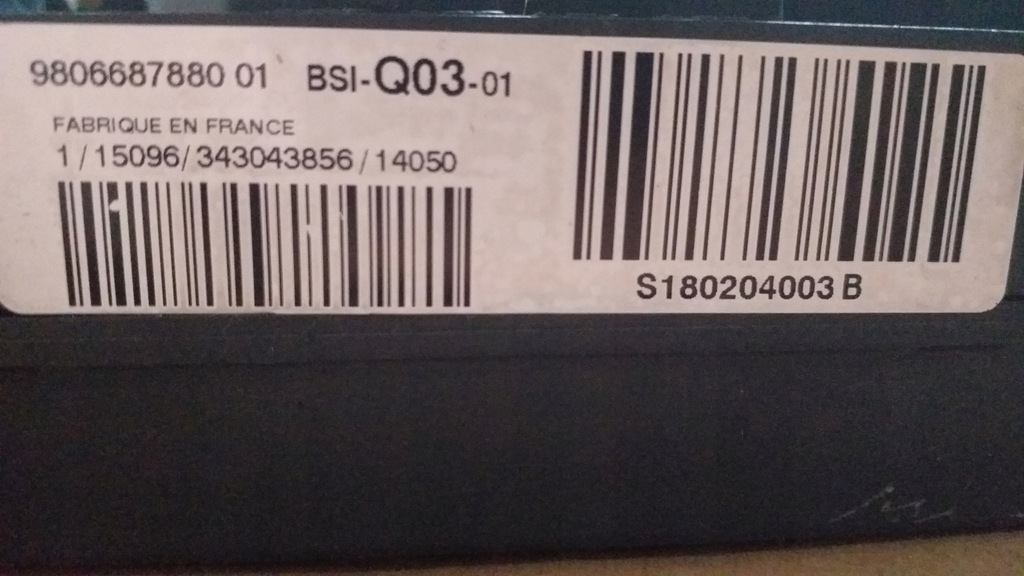 9806687880 01 BSI-Q03-01
FABRIQUE EN FRANCE
1/15096/343043856/14050
S180204003 B